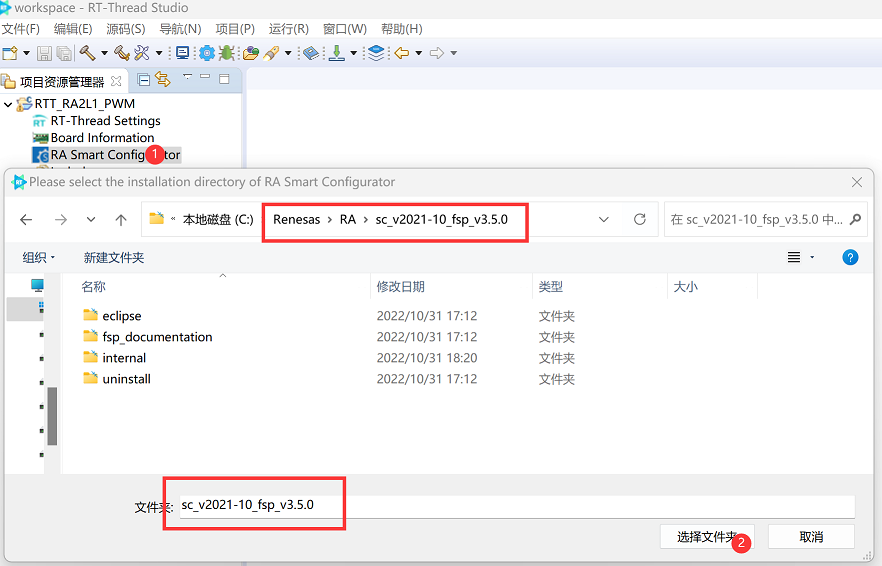 workspace - RT-Thread Studio
文件(F) 编辑(E) 源码(S) 导航(N) 项目(P) 运行(R) 窗口(W) 帮助(H)
项目资源管理器
RTT_RA2L1_PWM
RT-Thread Settings
Board Information
RA Smart Config tor
1
Please select the installation directory of RA Smart Configurator
« 本地磁盘 (C:) Renesas › RA › sc_v2021-10_fsp_v3.5.0
在 sc_v2021-10_fsp_v3.5.0 中...
组织 新建文件夹
?
名称 修改日期 类型 大小
eclipse 2022/10/31 17:12 文件夹
fsp_documentation 2022/10/31 17:12 文件夹
internal 2022/10/31 18:20 文件夹
uninstall 2022/10/31 17:12 文件夹
文件夹: sc_v2021-10_fsp_v3.5.0
选择文件夹 取消
2